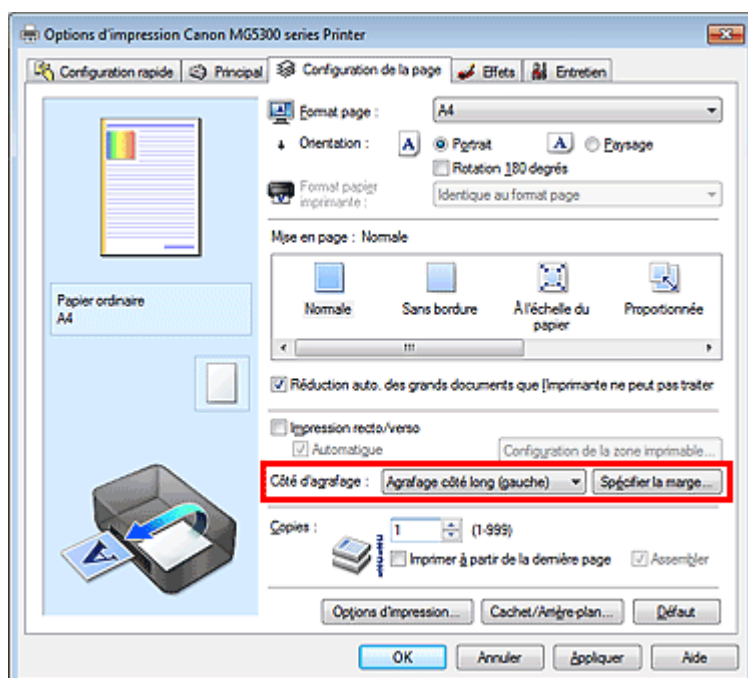 Options d'impression Canon MG5300 series Printer
Configuration rapide Principal Configuration de la page Effets Entretien
Format page : A4
Orientation : A Portrait A Paysage
Rotation 180 degrés
Format papier imprimante : Identique au format page
Mise en page : Normale
Normale Sans bordure À l'échelle du papier Proportionnée
Papier ordinaire
A4
Réduction auto. des grands documents que l'imprimante ne peut pas traiter
Impression recto/verso
Automatique Configuration de la zone imprimable...
Côté d'agrafage : Agrafage côté long (gauche) Spécifier la marge...
Copies : 1 (1-999)
Imprimer à partir de la dernière page Assembler
Options d'impression... Cachet/Arrière-plan... Défaut
OK Annuler Appliquer Aide